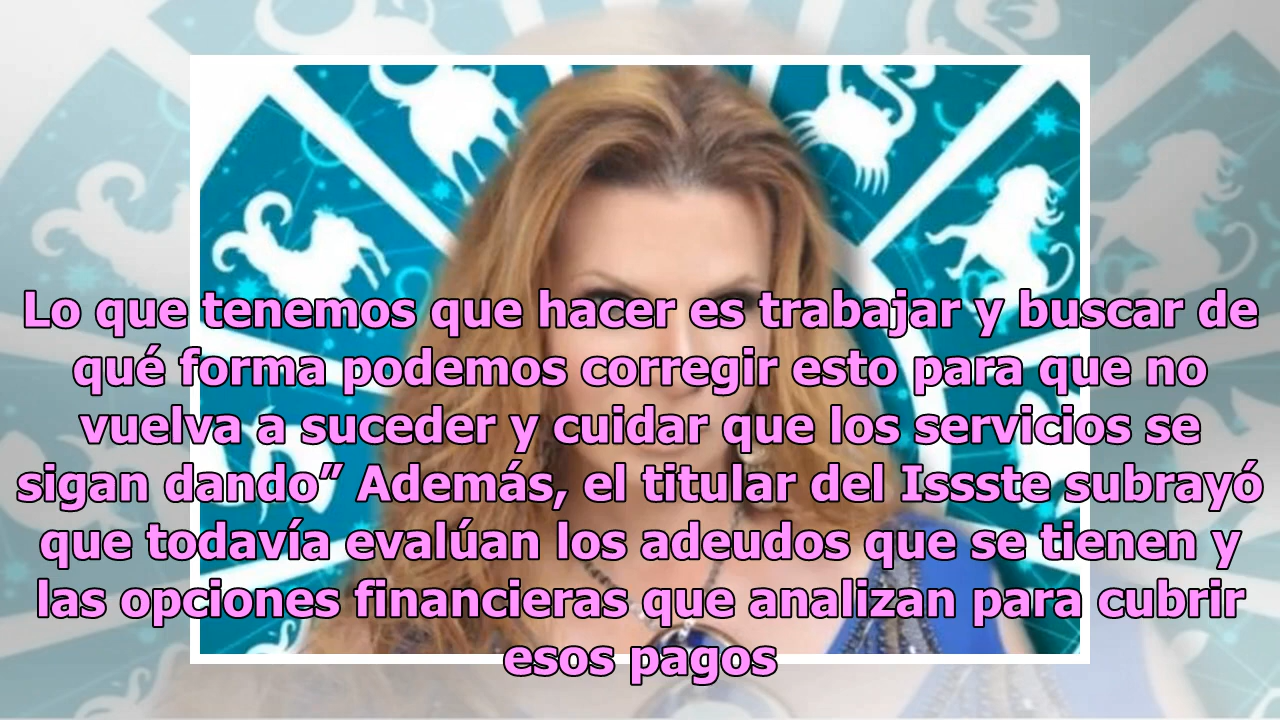 Lo que tenemos que hacer es trabajar y buscar de
qué forma podemos corregir esto para que no
vuelva a suceder y cuidar que los servicios se
sigan dando” Además, el titular del Issste subrayó
que todavía evalúan los adeudos que se tienen y
las opciones financieras que analizan para cubrir
esos pagos